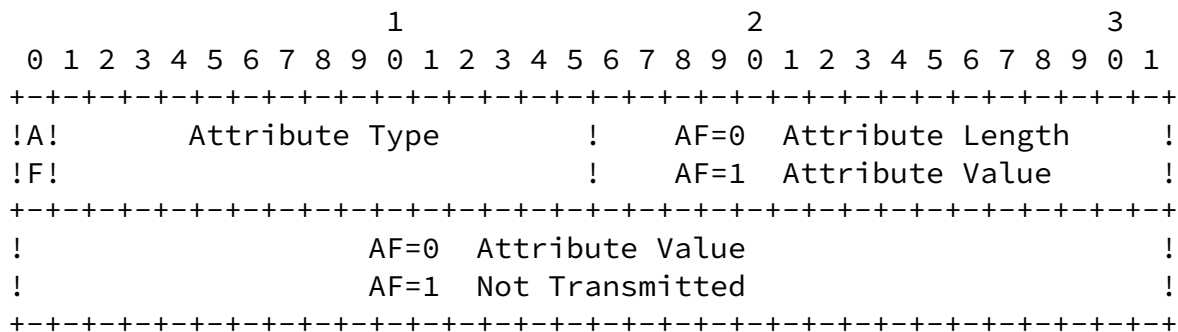 1                   2                   3
 0 1 2 3 4 5 6 7 8 9 0 1 2 3 4 5 6 7 8 9 0 1 2 3 4 5 6 7 8 9 0 1
+-+-+-+-+-+-+-+-+-+-+-+-+-+-+-+-+-+-+-+-+-+-+-+-+-+-+-+-+-+-+-+-+
!A!       Attribute Type        !    AF=0  Attribute Length     !
!F!                             !    AF=1  Attribute Value      !
+-+-+-+-+-+-+-+-+-+-+-+-+-+-+-+-+-+-+-+-+-+-+-+-+-+-+-+-+-+-+-+-+
!                   AF=0  Attribute Value                       !
!                   AF=1  Not Transmitted                       !
+-+-+-+-+-+-+-+-+-+-+-+-+-+-+-+-+-+-+-+-+-+-+-+-+-+-+-+-+-+-+-+-+